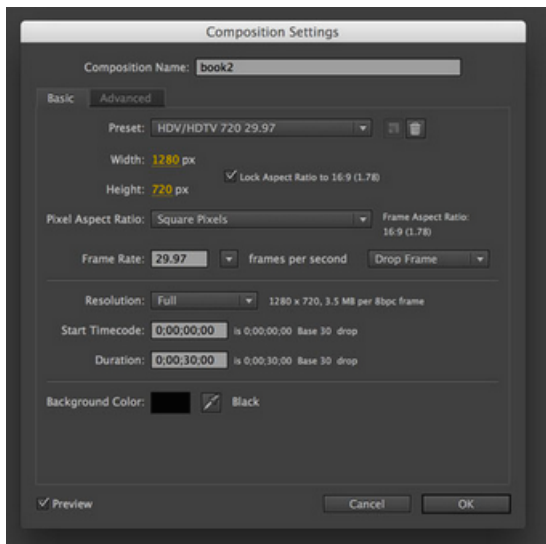 Composition Settings
Composition Name: book2
Basic Advanced
Preset: HDV/HDTV 720 29.97
Width: 1280 px
Lock Aspect Ratio to 16:9 (1.78)
Height: 720 px
Pixel Aspect Ratio: Square Pixels
Frame Aspect Ratio:
16:9 (1.78)
Frame Rate: 29.97 frames per second Drop Frame
Resolution: Full 1280 x 720, 3.5 MB per 8bpc frame
Start Timecode: 0;00;00;00 is 0;00;00;00 Base 30 drop
Duration: 0;00;30;00 is 0;00;30;00 Base 30 drop
Background Color: Black
Preview Cancel OK